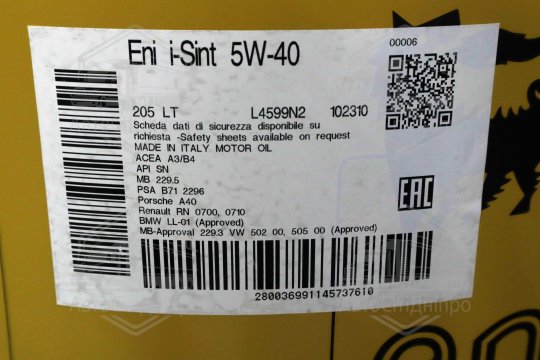 Eni i-Sint 5W-40
00006
205 LT L4599N2 102310
Scheda dati di sicurezza disponibile su
richiesta -Safety sheets available on request
MADE IN ITALY MOTOR OIL
ACEA A3/B4
API SN
MB 229.5
PSA B71 2296
Porsche A40
Renault RN 0700, 0710
BMW LL-01 (Approved)
MB-Approval 229.3 VW 502 00, 505 00 (Approved)
EAC
280036991145737610